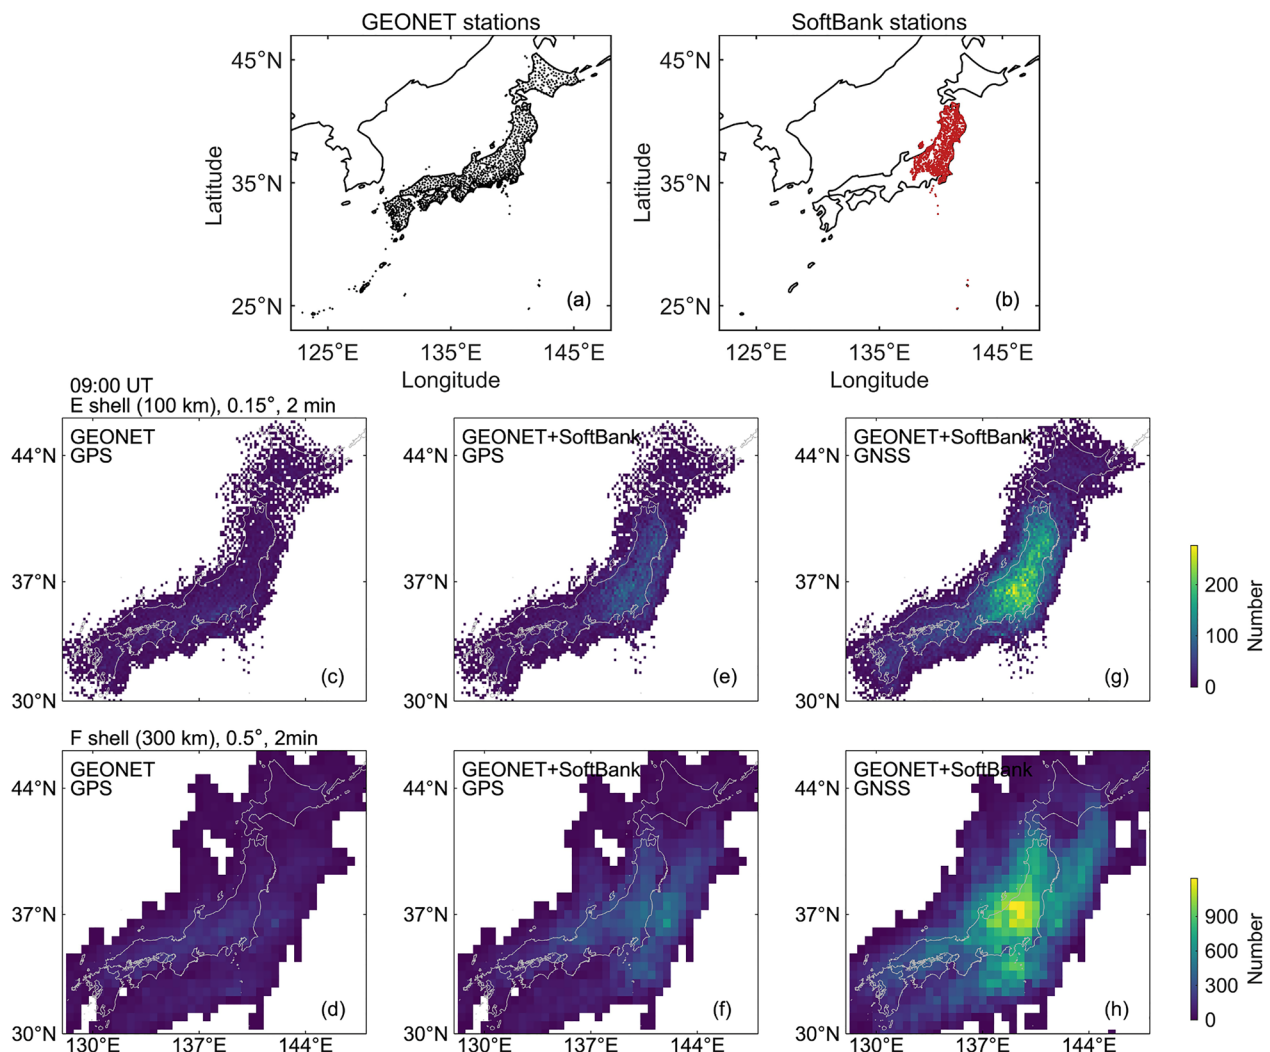 GEONET stations
SoftBank stations
45°N
35°N
25°N
Latitude
(a)
125°E 135°E 145°E
Longitude
45°N
35°N
25°N
Latitude
(b)
125°E 135°E 145°E
Longitude
09:00 UT
E shell (100 km), 0.15°, 2 min
GEONET
GPS
44°N
37°N
30°N
(c)
GEONET+SoftBank
GPS
44°N
37°N
30°N
(e)
GEONET+SoftBank
GNSS
44°N
37°N
30°N
(g)
200
100
0
Number
F shell (300 km), 0.5°, 2min
GEONET
GPS
44°N
37°N
30°N
(d)
130°E 137°E 144°E
GEONET+SoftBank
GPS
44°N
37°N
30°N
(f)
130°E 137°E 144°E
GEONET+SoftBank
GNSS
44°N
37°N
30°N
(h)
130°E 137°E 144°E
900
600
300
0
Number